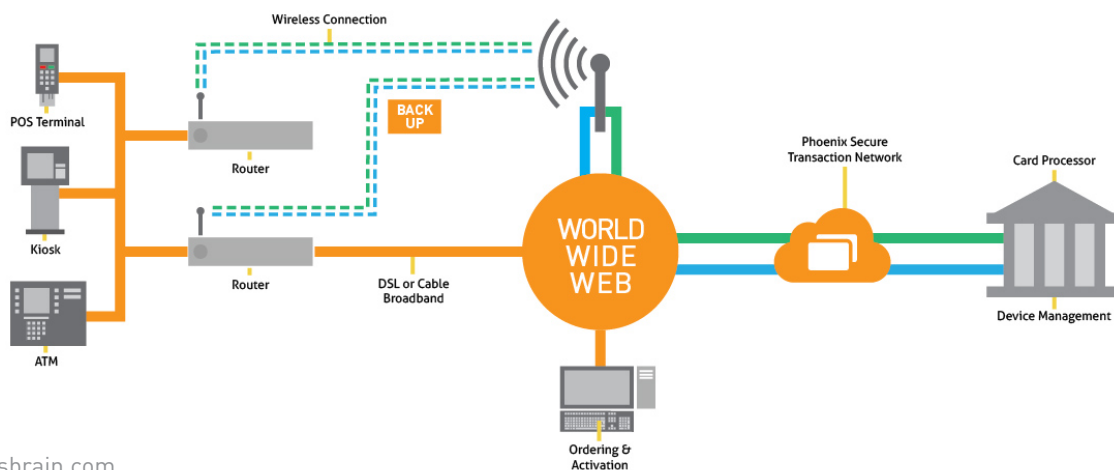 Wireless Connection
POS Terminal
BACK
UP
Router
Phoenix Secure
Transaction Network
Card Processor
Kiosk
WORLD
WIDE
WEB
Router
DSL or Cable
Broadband
Device Management
ATM
Ordering &
Activation